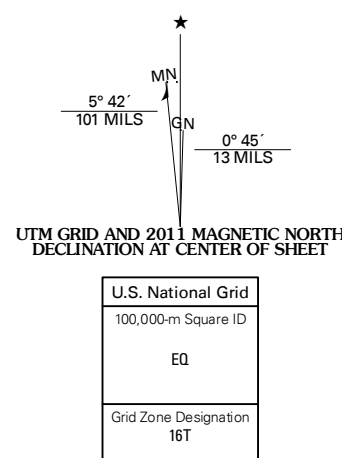 ★
M.N.
5° 42´
101 MILS
GN
0° 45´
13 MILS
UTM GRID AND 2011 MAGNETIC NORTH
DECLINATION AT CENTER OF SHEET
U.S. National Grid
100,000-m Square ID
EQ
Grid Zone Designation
16T